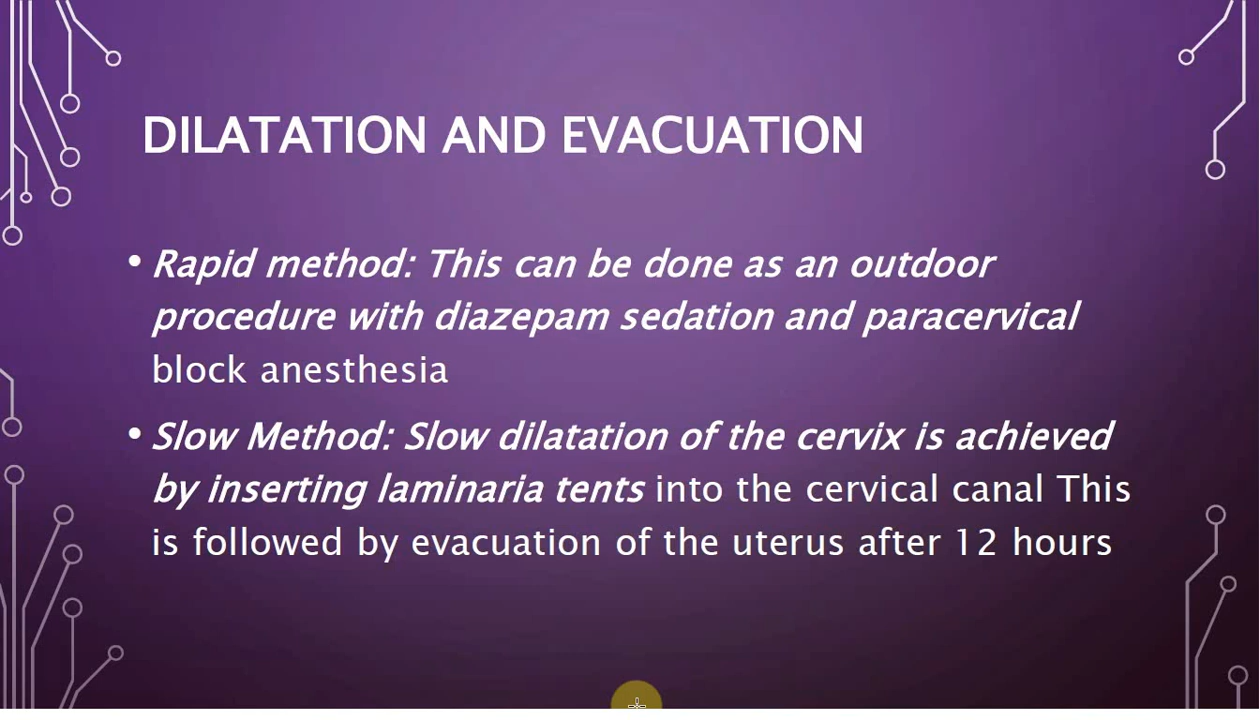 DILATATION AND EVACUATION
• Rapid method: This can be done as an outdoor
procedure with diazepam sedation and paracervical
block anesthesia
• Slow Method: Slow dilatation of the cervix is achieved
by inserting laminaria tents into the cervical canal This
is followed by evacuation of the uterus after 12 hours